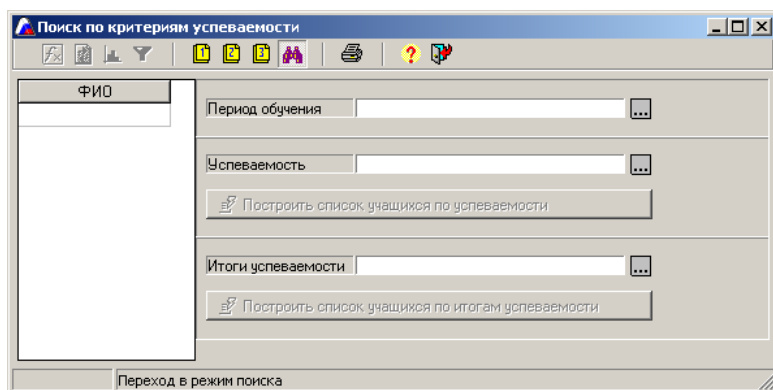 Поиск по критериям успеваемости
ФИО
Период обучения
...
Успеваемость
...
Построить список учащихся по успеваемости
Итоги успеваемости
...
Построить список учащихся по итогам успеваемости
Переход в режим поиска